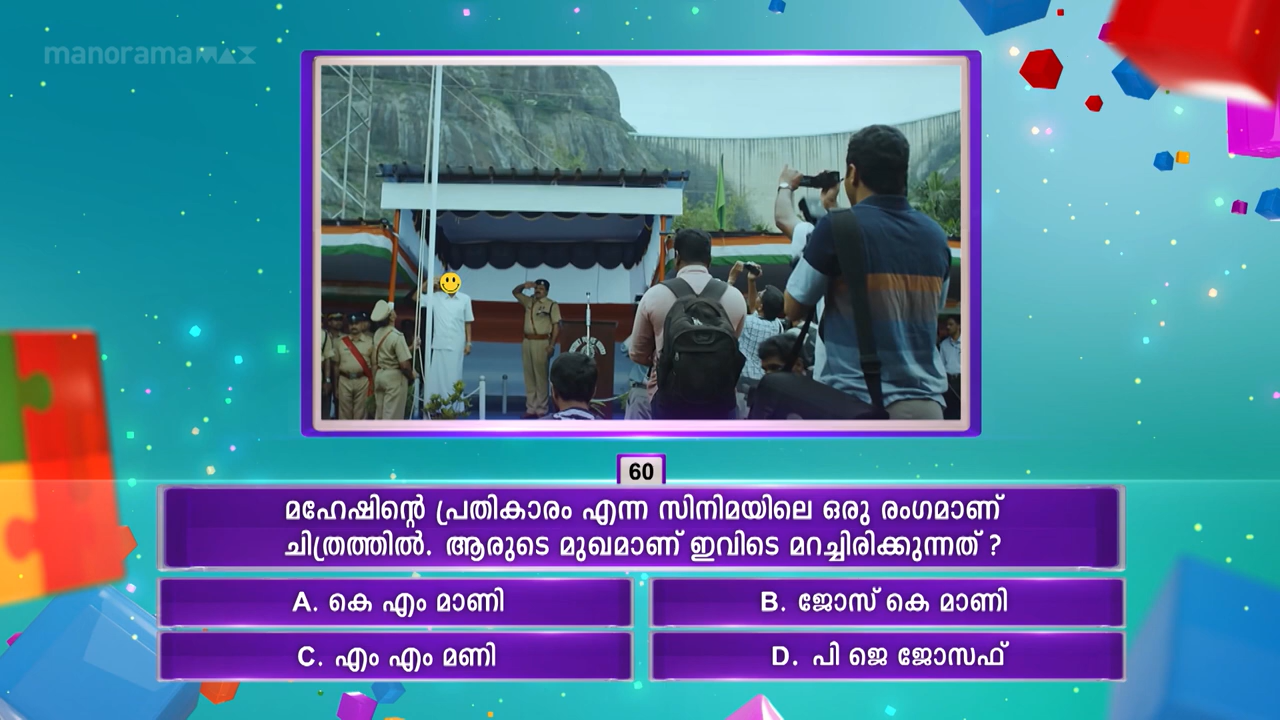 manoramaMAX
60
മഹേഷിന്റെ പ്രതികാരം എന്ന സിനിമയിലെ ഒരു രംഗമാണ്
ചിത്രത്തിൽ. ആരുടെ മുഖമാണ് ഇവിടെ മറച്ചിരിക്കുന്നത് ?
A. കെ എം മാണി
B. ജോസ് കെ മാണി
C. എം എം മണി
D. പി ജെ ജോസഫ്